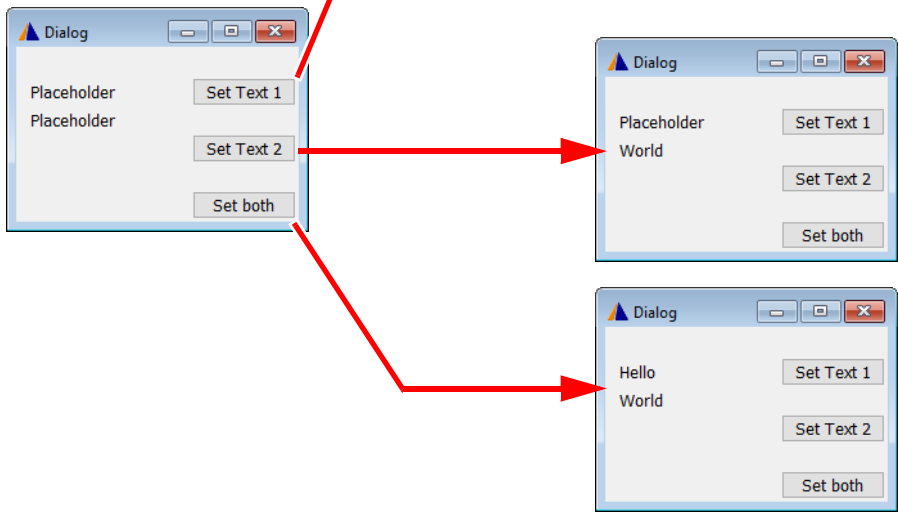 Dialog
Placeholder Set Text 1
Placeholder
Set Text 2
Set both
Dialog
Placeholder Set Text 1
World
Set Text 2
Set both
Dialog
Hello Set Text 1
World
Set Text 2
Set both